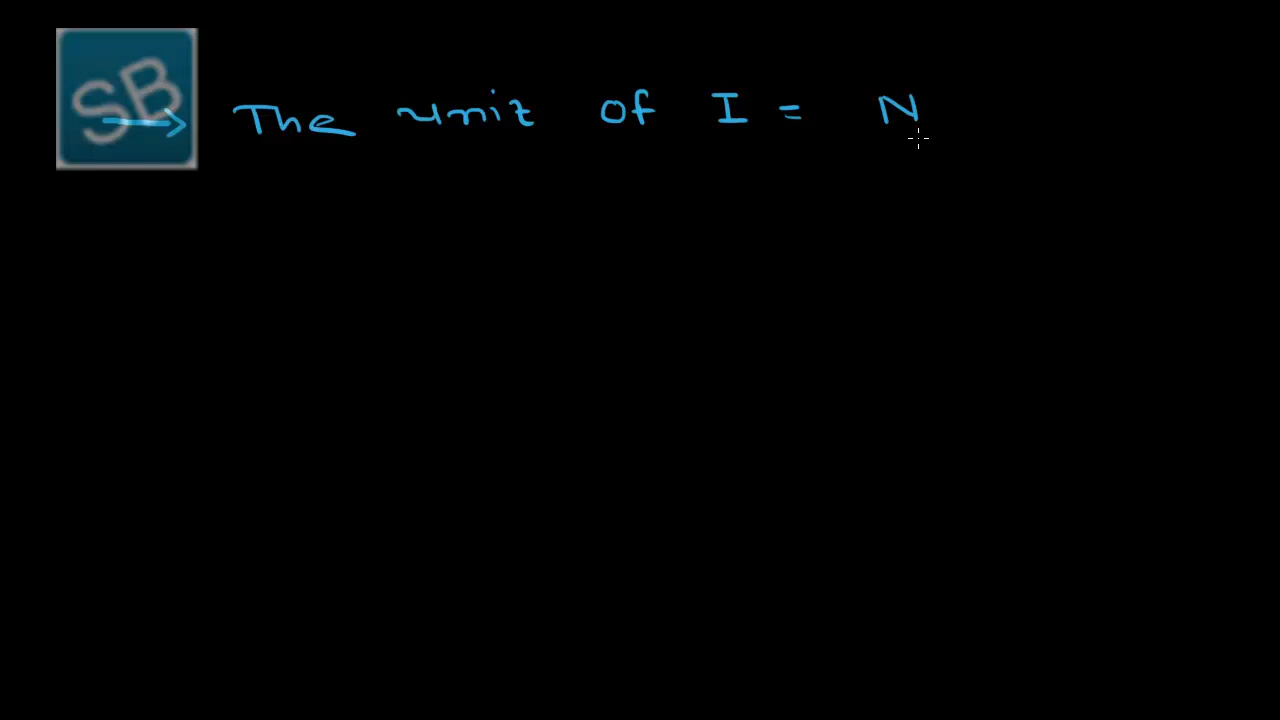 SB
→ The unit of I = N